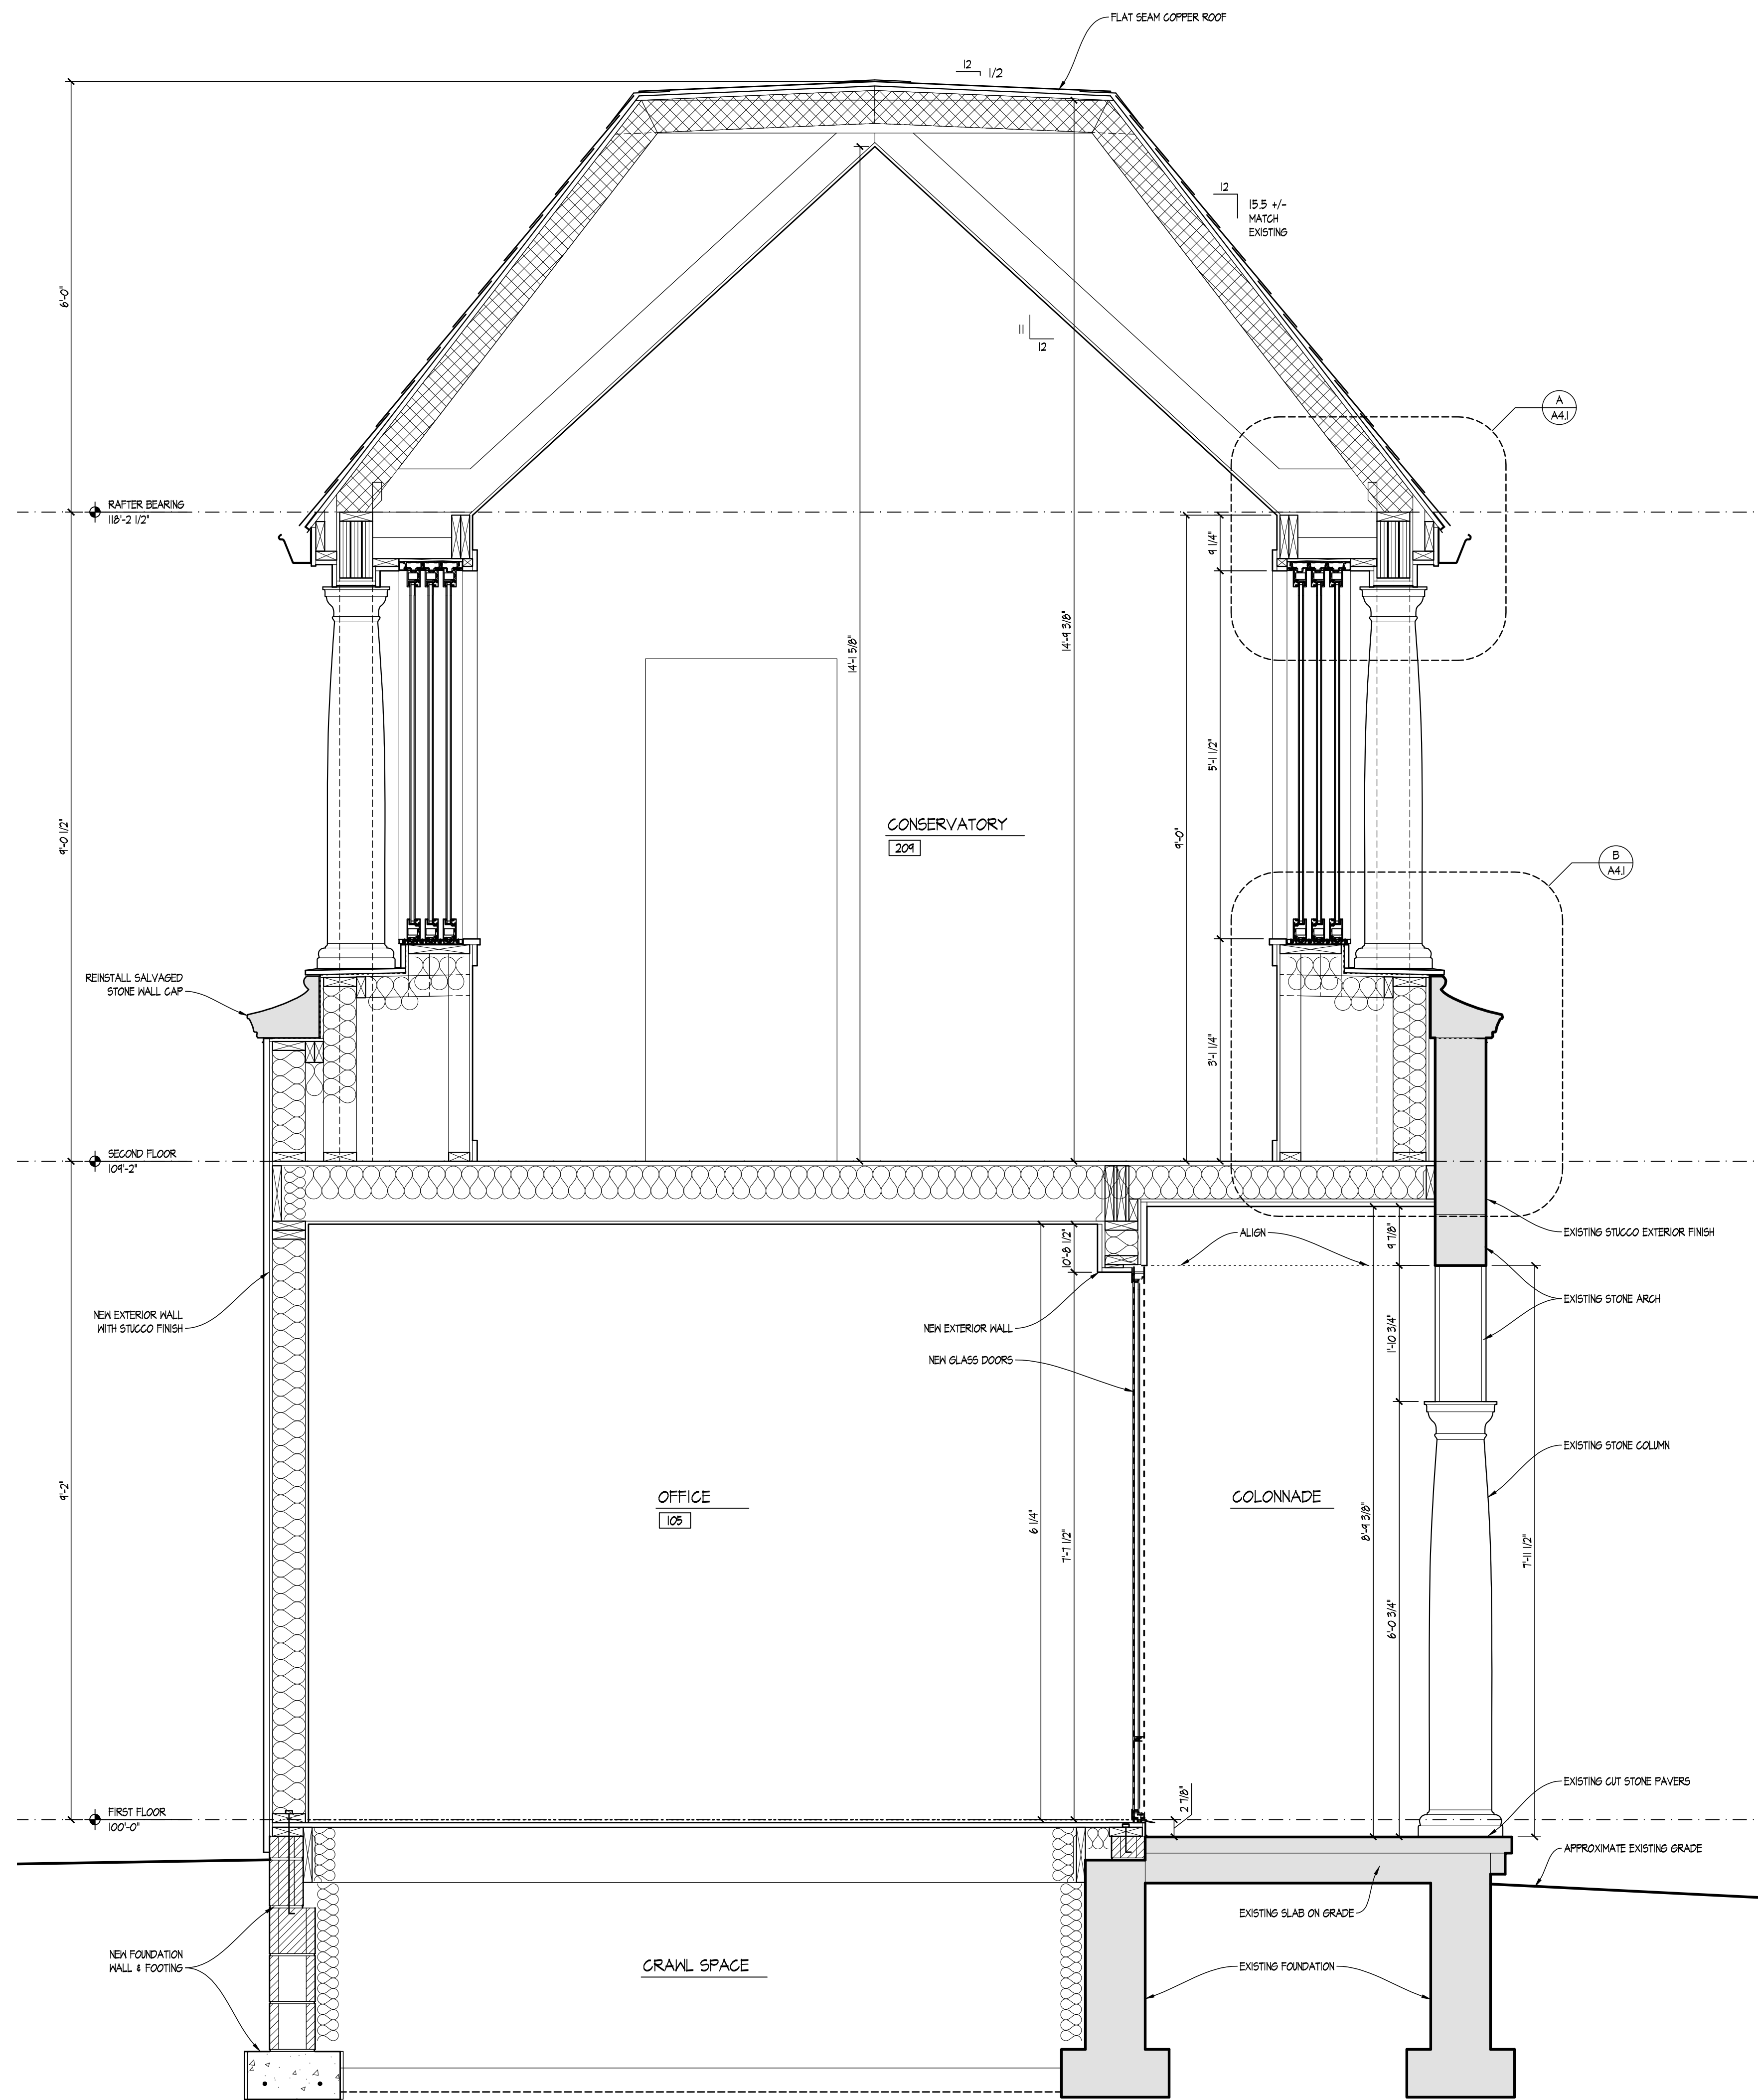 FLAT SEAM COPPER ROOF
12
1/2
12
15.5 +/-
MATCH
EXISTING
11
12
6'-0"
A
A4.1
RAFTER BEARING
118'-2 1/2"
9 1/4"
14'-1 5/8"
14'-9 3/8"
5'-1 1/2"
9'-0"
9'-0 1/2"
CONSERVATORY
209
B
A4.1
REINSTALL SALVAGED
STONE WALL CAP
3'-1 1/4"
SECOND FLOOR
109'-2"
10'-8 1/2"
ALIGN
9 7/8"
EXISTING STUCCO EXTERIOR FINISH
EXISTING STONE ARCH
NEW EXTERIOR WALL
WITH STUCCO FINISH
NEW EXTERIOR WALL
NEW GLASS DOORS
1'-10 3/4"
EXISTING STONE COLUMN
9'-2"
OFFICE
105
COLONNADE
6 1/4"
7'-7 1/2"
8'-9 3/8"
7'-11 1/2"
6'-0 3/4"
2 7/8"
EXISTING CUT STONE PAVERS
FIRST FLOOR
100'-0"
APPROXIMATE EXISTING GRADE
EXISTING SLAB ON GRADE
NEW FOUNDATION
WALL & FOOTING
CRAWL SPACE
EXISTING FOUNDATION